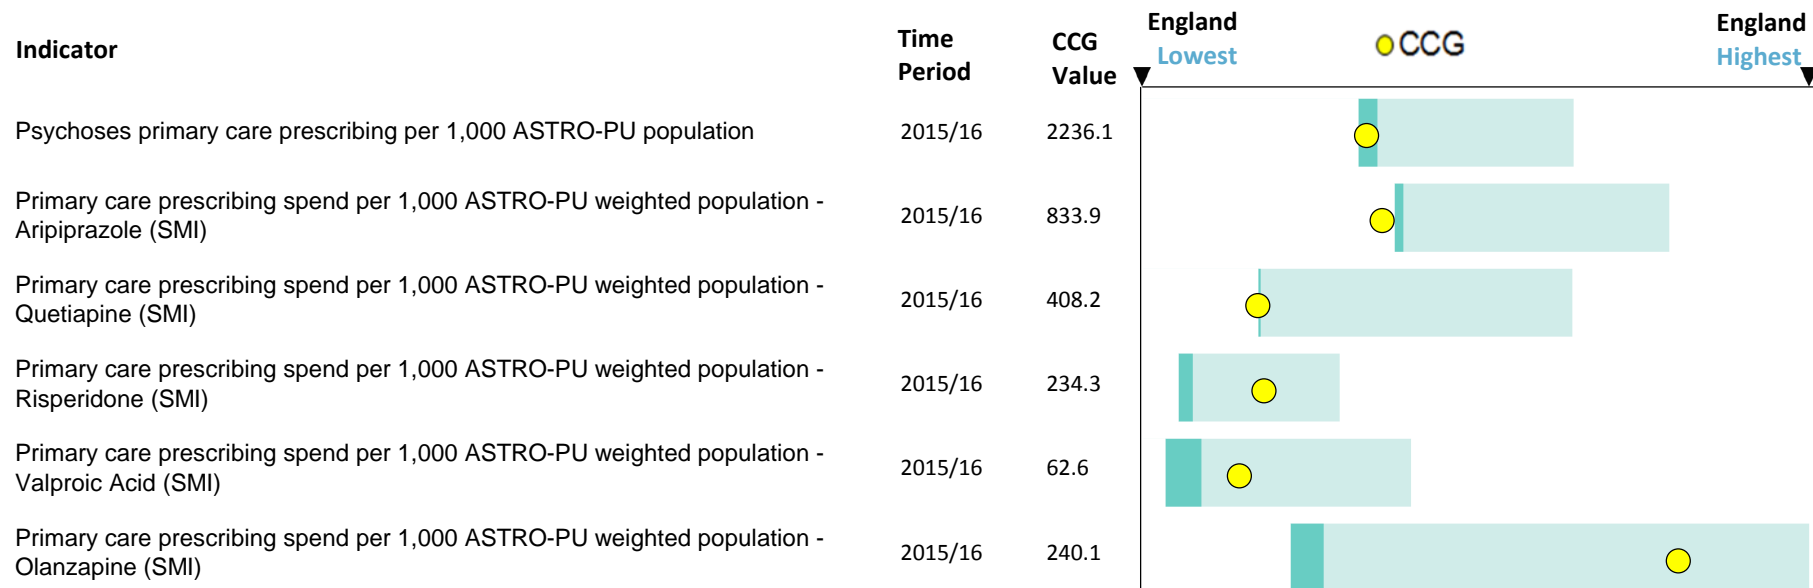 Indicator
Time
Period
CCG
Value
England
Lowest
CCG
England
Highest
Psychoses primary care prescribing per 1,000 ASTRO-PU population
2015/16
2236.1
Primary care prescribing spend per 1,000 ASTRO-PU weighted population -
Aripiprazole (SMI)
2015/16
833.9
Primary care prescribing spend per 1,000 ASTRO-PU weighted population -
Quetiapine (SMI)
2015/16
408.2
Primary care prescribing spend per 1,000 ASTRO-PU weighted population -
Risperidone (SMI)
2015/16
234.3
Primary care prescribing spend per 1,000 ASTRO-PU weighted population -
Valproic Acid (SMI)
2015/16
62.6
Primary care prescribing spend per 1,000 ASTRO-PU weighted population -
Olanzapine (SMI)
2015/16
240.1